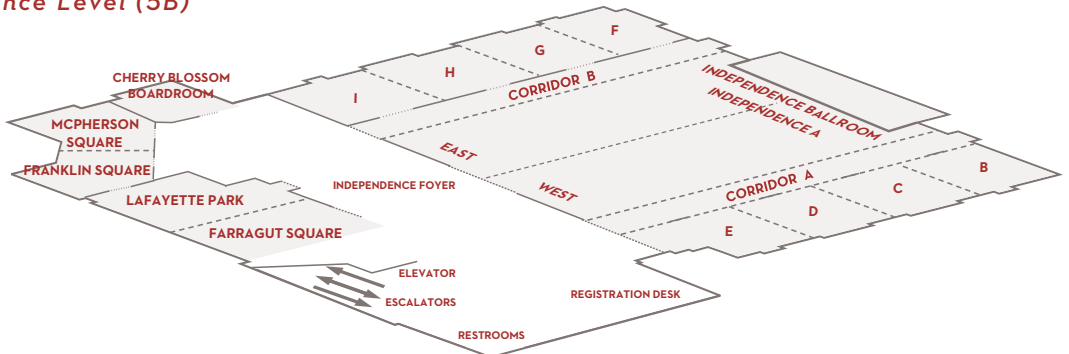 nce Level (5B)
F
G
H
I
CORRIDOR B
CHERRY BLOSSOM
BOARDROOM
MCPHERSON
SQUARE
FRANKLIN SQUARE
LAFAYETTE PARK
FARRAGUT SQUARE
INDEPENDENCE FOYER
EAST
WEST
INDEPENDENCE BALLROOM
INDEPENDENCE A
CORRIDOR A
B
C
D
E
ELEVATOR
ESCALATORS
REGISTRATION DESK
RESTROOMS